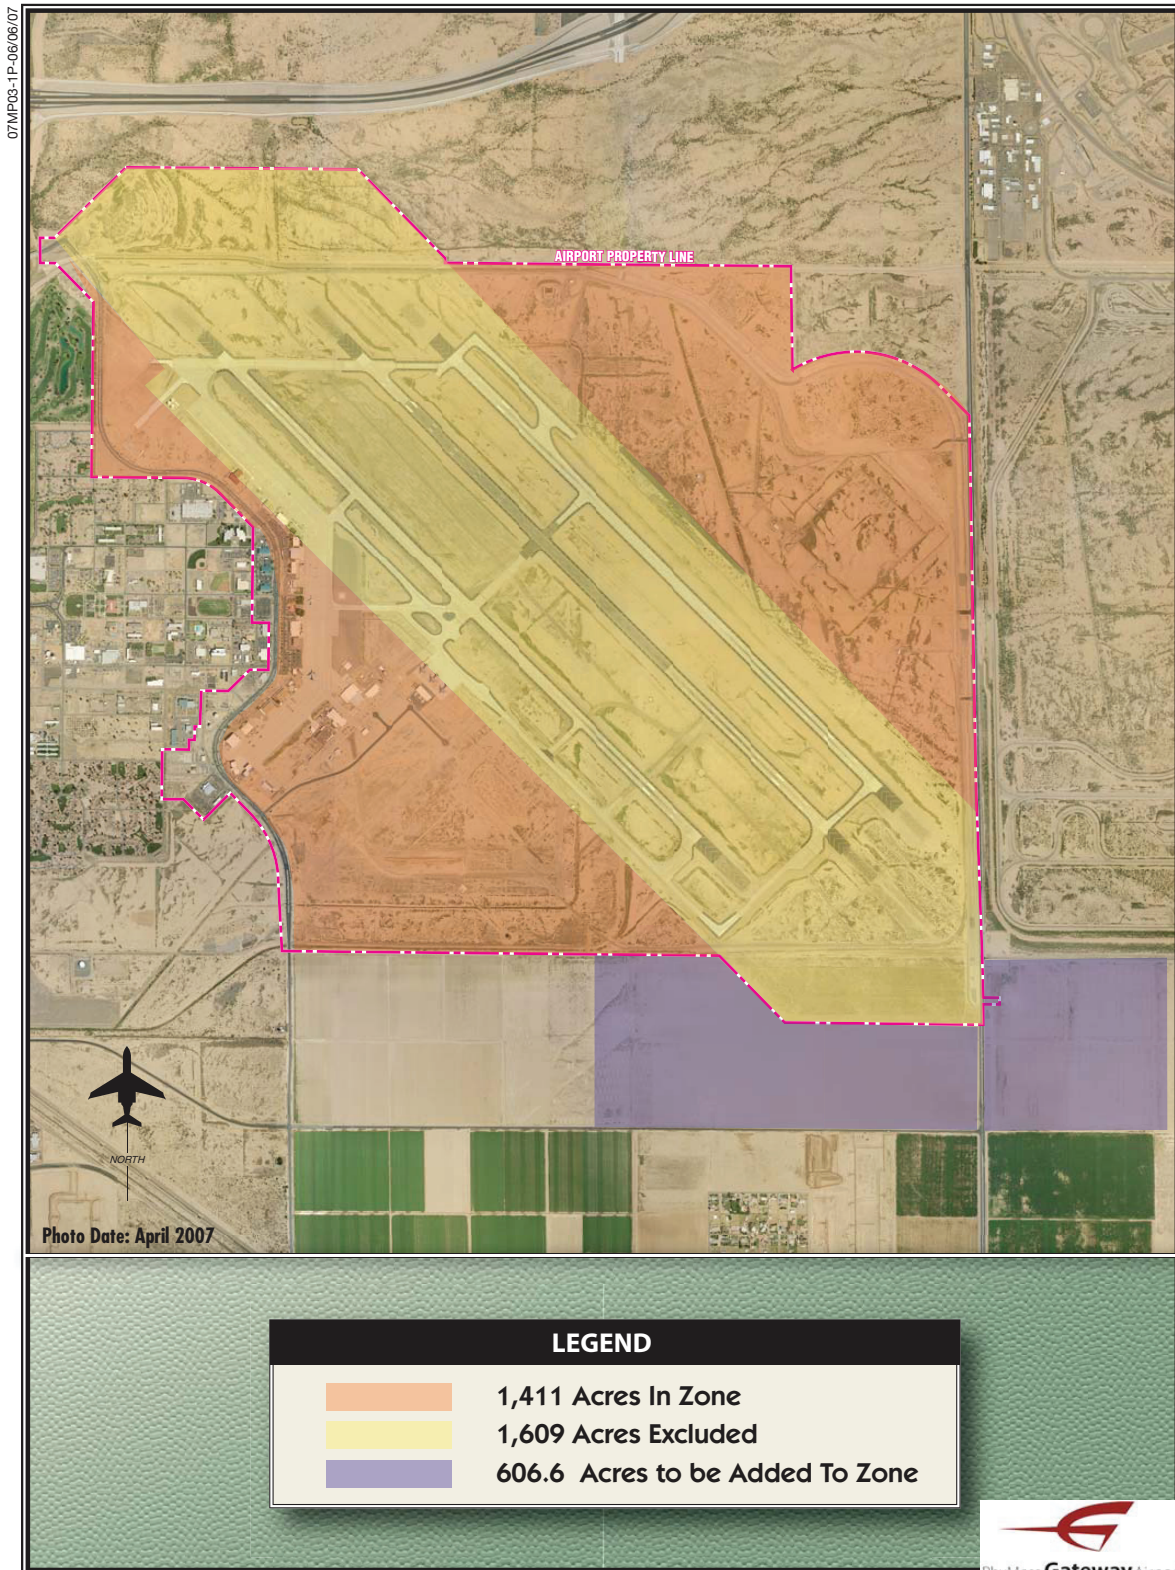 07MP03-1P-06/06/07
AIRPORT PROPERTY LINE
NORTH
Photo Date: April 2007
LEGEND
1,411 Acres In Zone
1,609 Acres Excluded
606.6 Acres to be Added To Zone
Gateway